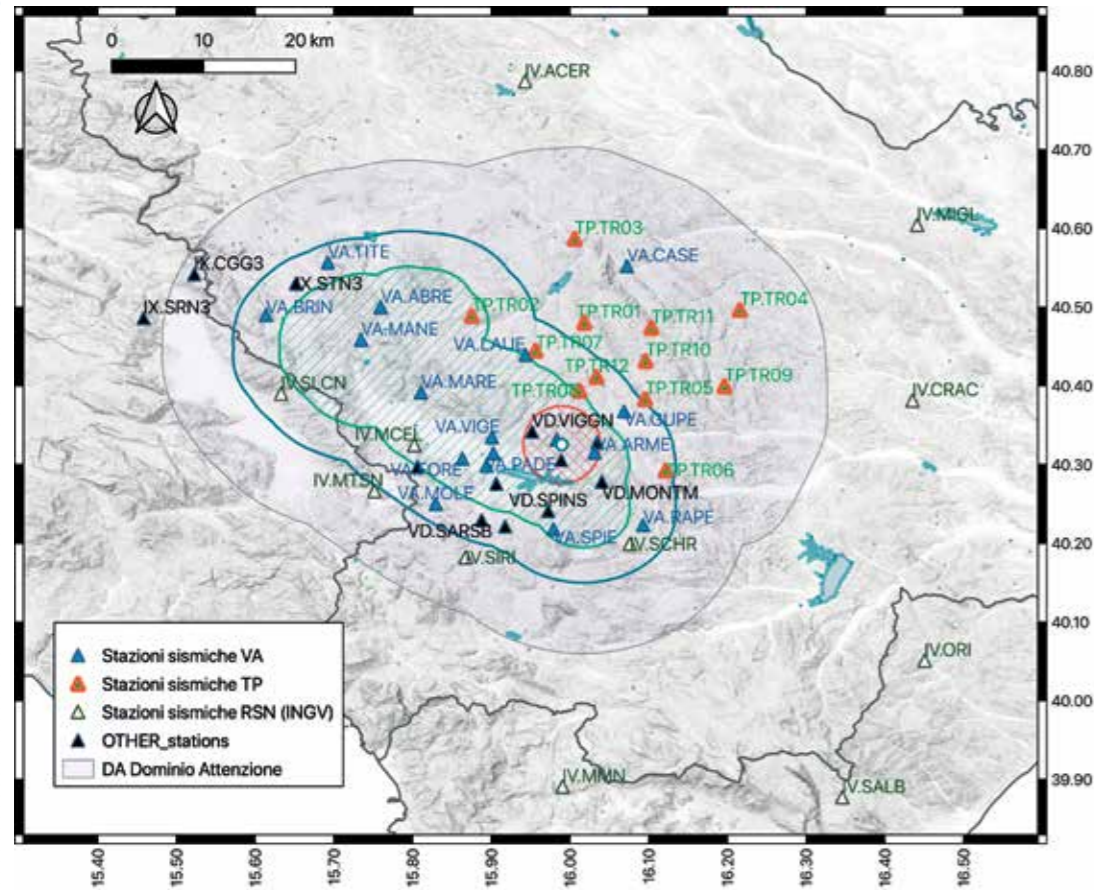 0 10 20 km
IV.ACER
40.80
40.70
IV.MIGL
40.60
TP.TR03
VA.TITE
VA.CASE
IX.CGG3
IX.STN3
VA.ABRE
TP.TR04
40.50
IX.SRN3
VA.BRIN
TP.TR02
TP.TR01
TP.TR11
VA.MANE
TP.TR07
TP.TR10
TP.TR12
40.40
IV.SLCN
VA.MARE
TP.TR05
TP.TR09
IV.CRAC
VD.VIGGN
VA.GUPE
VA.VIGE
IV.MCEL
VA.ARME
40.30
VA.PADE
TP.TR06
IV.MTSN
VA.MOLE
VD.SPINS
VD.MONTM
VD.SARSB
VA.SPIE
VA.RAPE
IV.SCHR
40.20
IV.SIRI
40.10
Stazioni sismiche VA
Stazioni sismiche TP
Stazioni sismiche RSN (INGV)
OTHER_stations
DA Dominio Attenzione
IV.ORI
40.00
39.90
IV.MMN
V.SALB
15.40 15.50 15.60 15.70 15.80 15.90 16.00 16.10 16.20 16.30 16.40 16.50